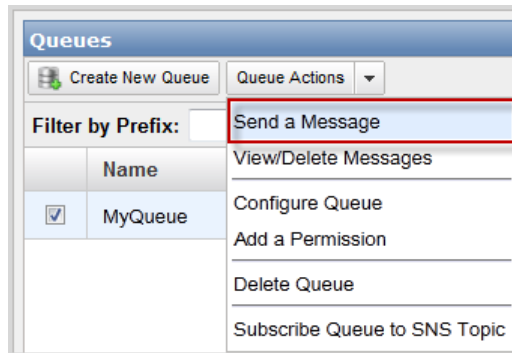 Queues
Create New Queue
Queue Actions
Filter by Prefix:
Send a Message
View/Delete Messages
Name
Configure Queue
MyQueue
Add a Permission
Delete Queue
Subscribe Queue to SNS Topic